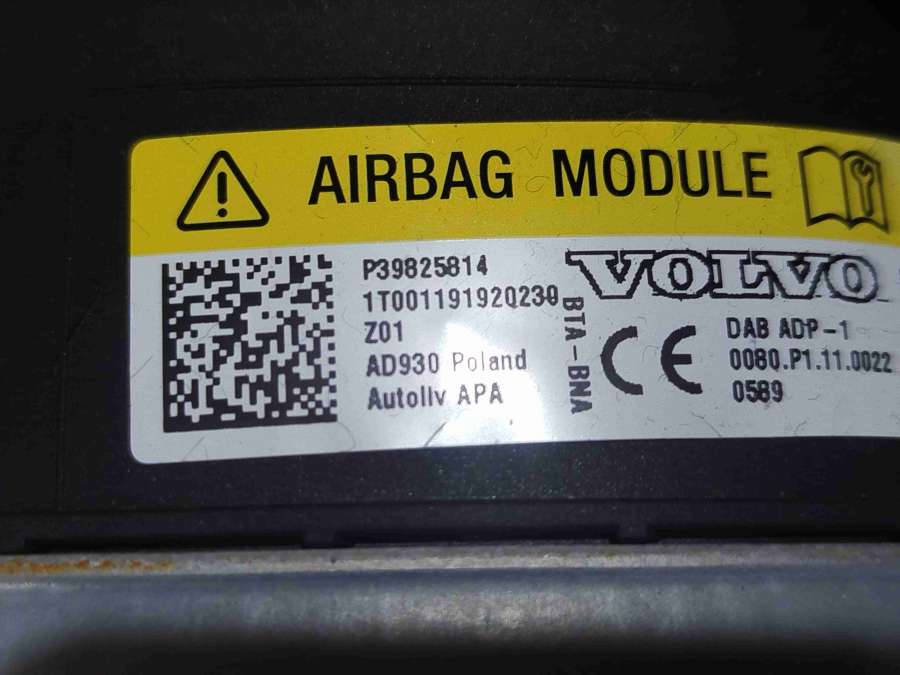 AIRBAG MODULE
P39825814
1T00119192Q230
Z01
AD930 Poland
Autoliv APA
BTA-BNA
VOLVO
CE
DAB ADP-1
0080.P1.11.0022
0589